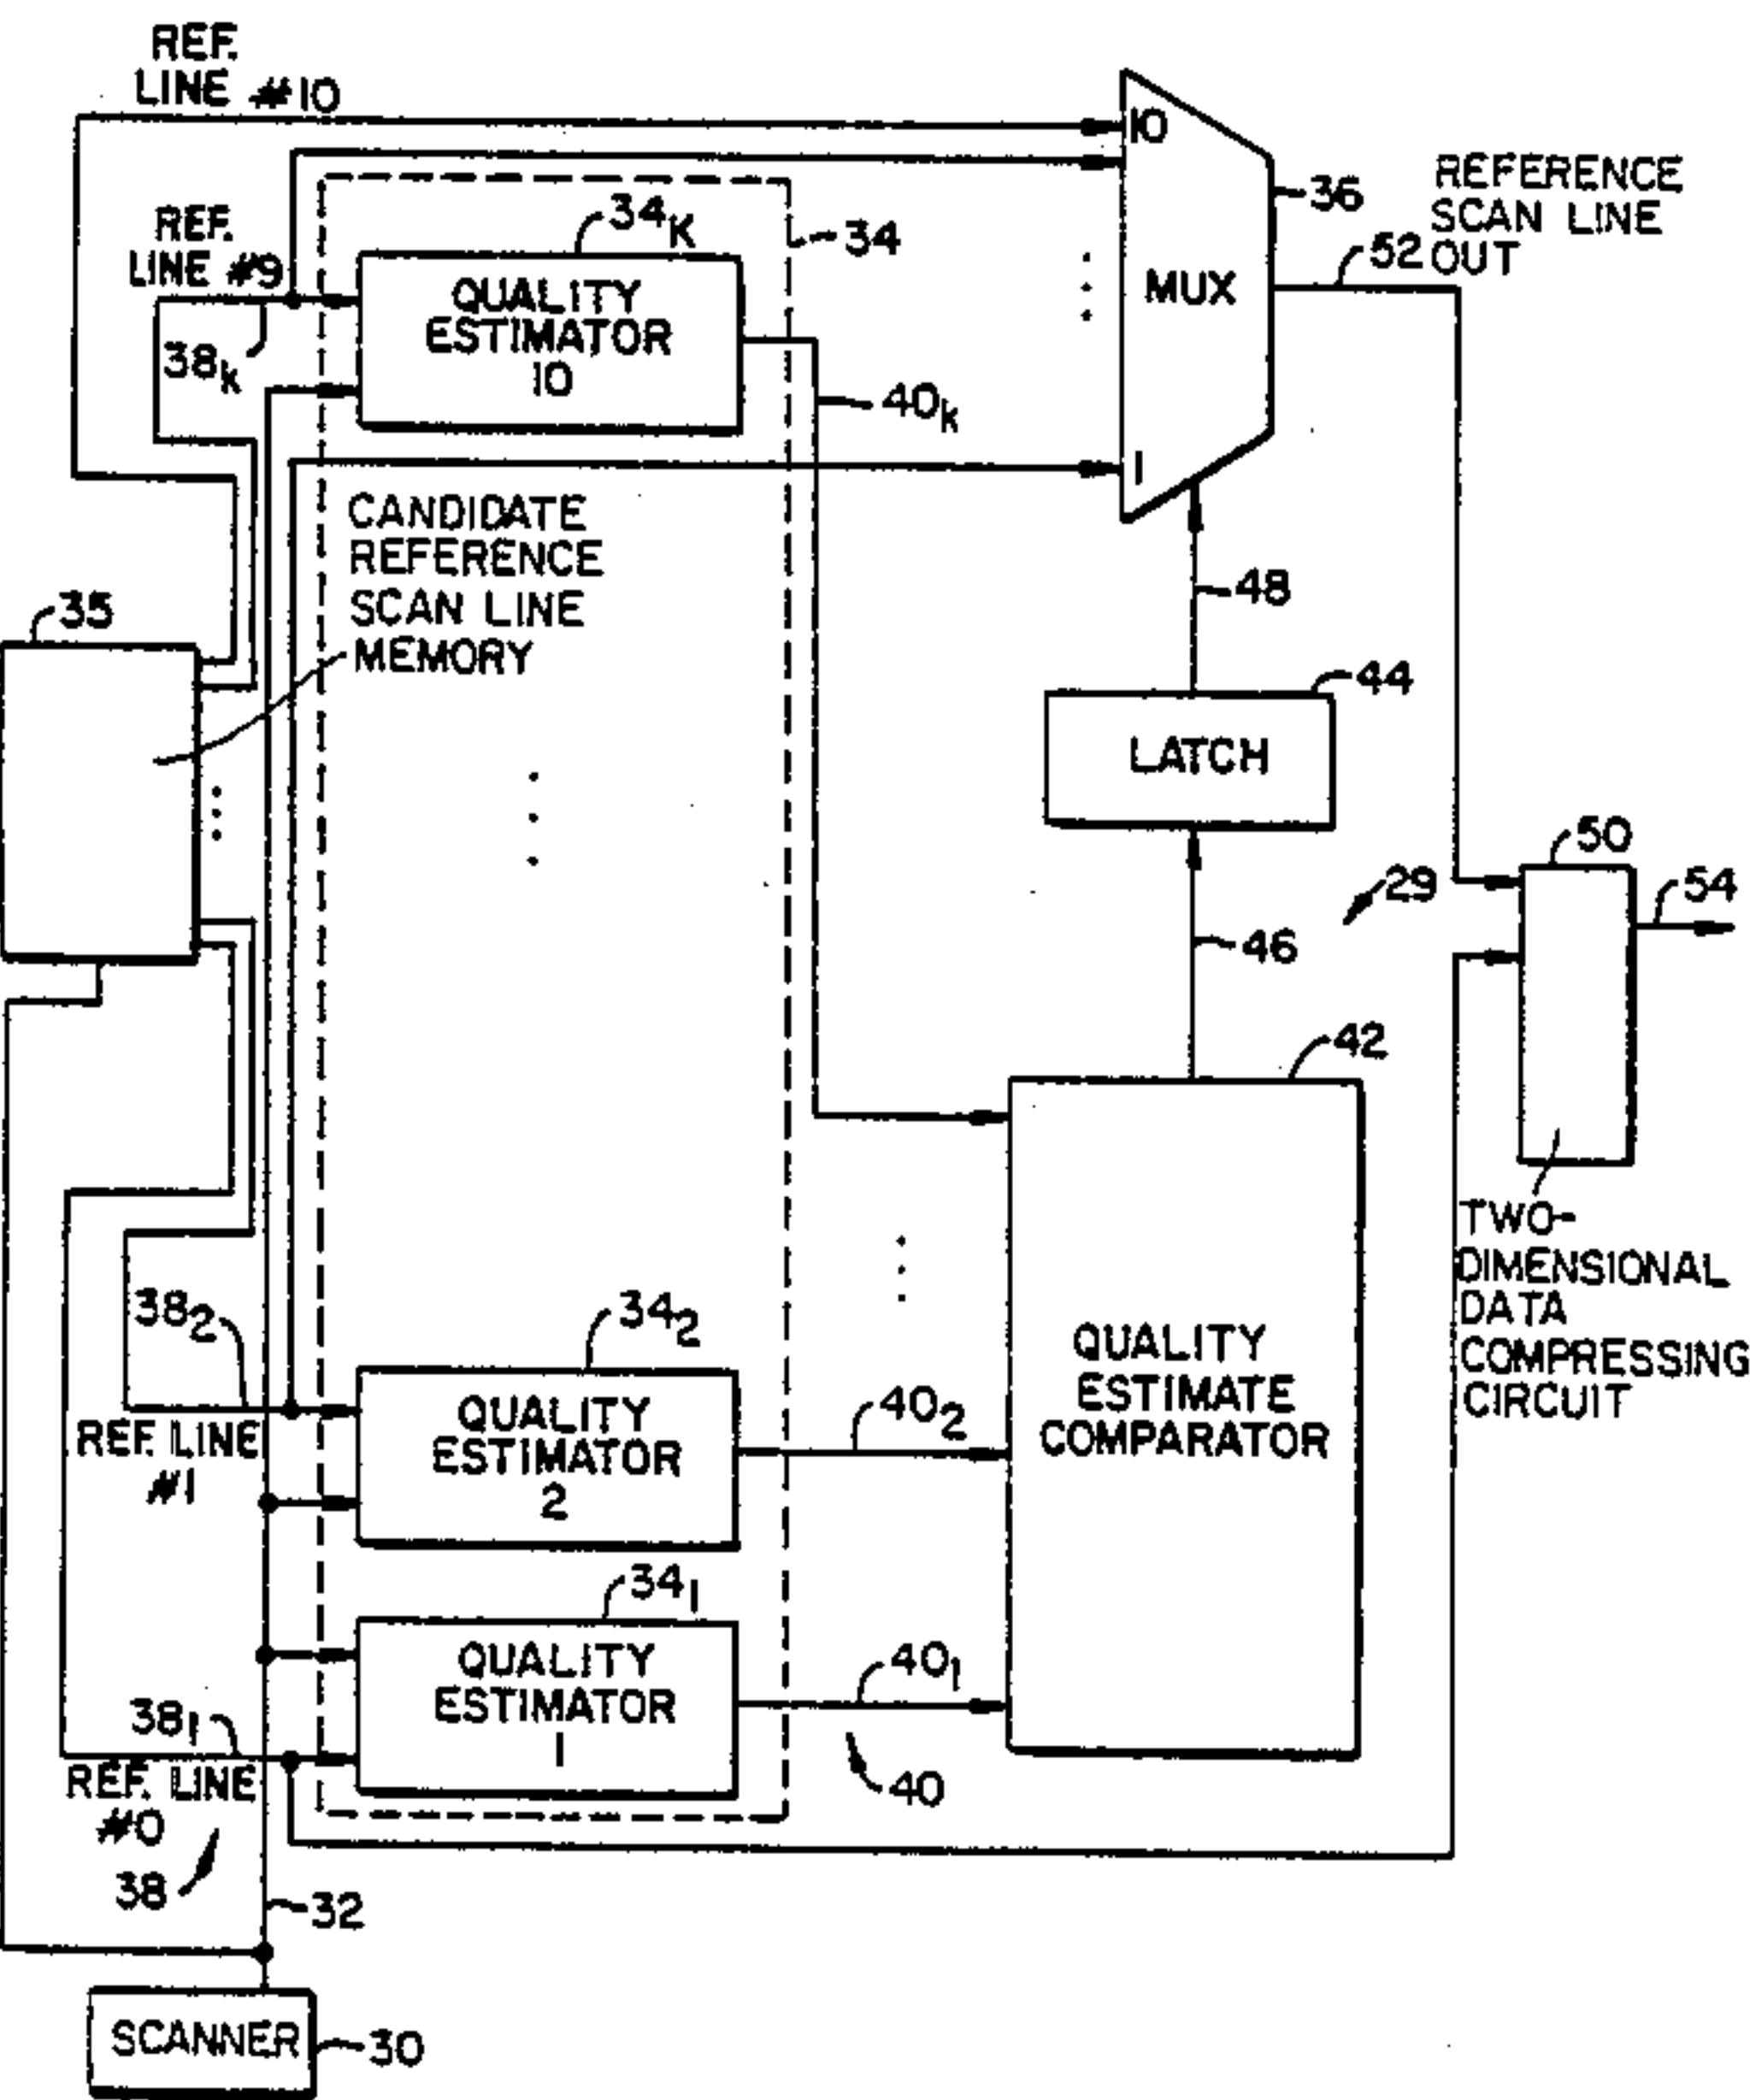 REF.
LINE #10
10
36
REFERENCE
SCAN LINE
OUT
52
REF.
LINE #9
34K
34
QUALITY
ESTIMATOR
10
MUX
38k
40k
1
CANDIDATE
REFERENCE
SCAN LINE
MEMORY
48
35
44
LATCH
50
29
54
46
42
TWO-
DIMENSIONAL
DATA
COMPRESSING
CIRCUIT
382
342
QUALITY
ESTIMATE
COMPARATOR
REF. LINE
#1
QUALITY
ESTIMATOR
2
402
341
QUALITY
ESTIMATOR
1
401
381
REF. LINE
#0
40
38
32
SCANNER
30